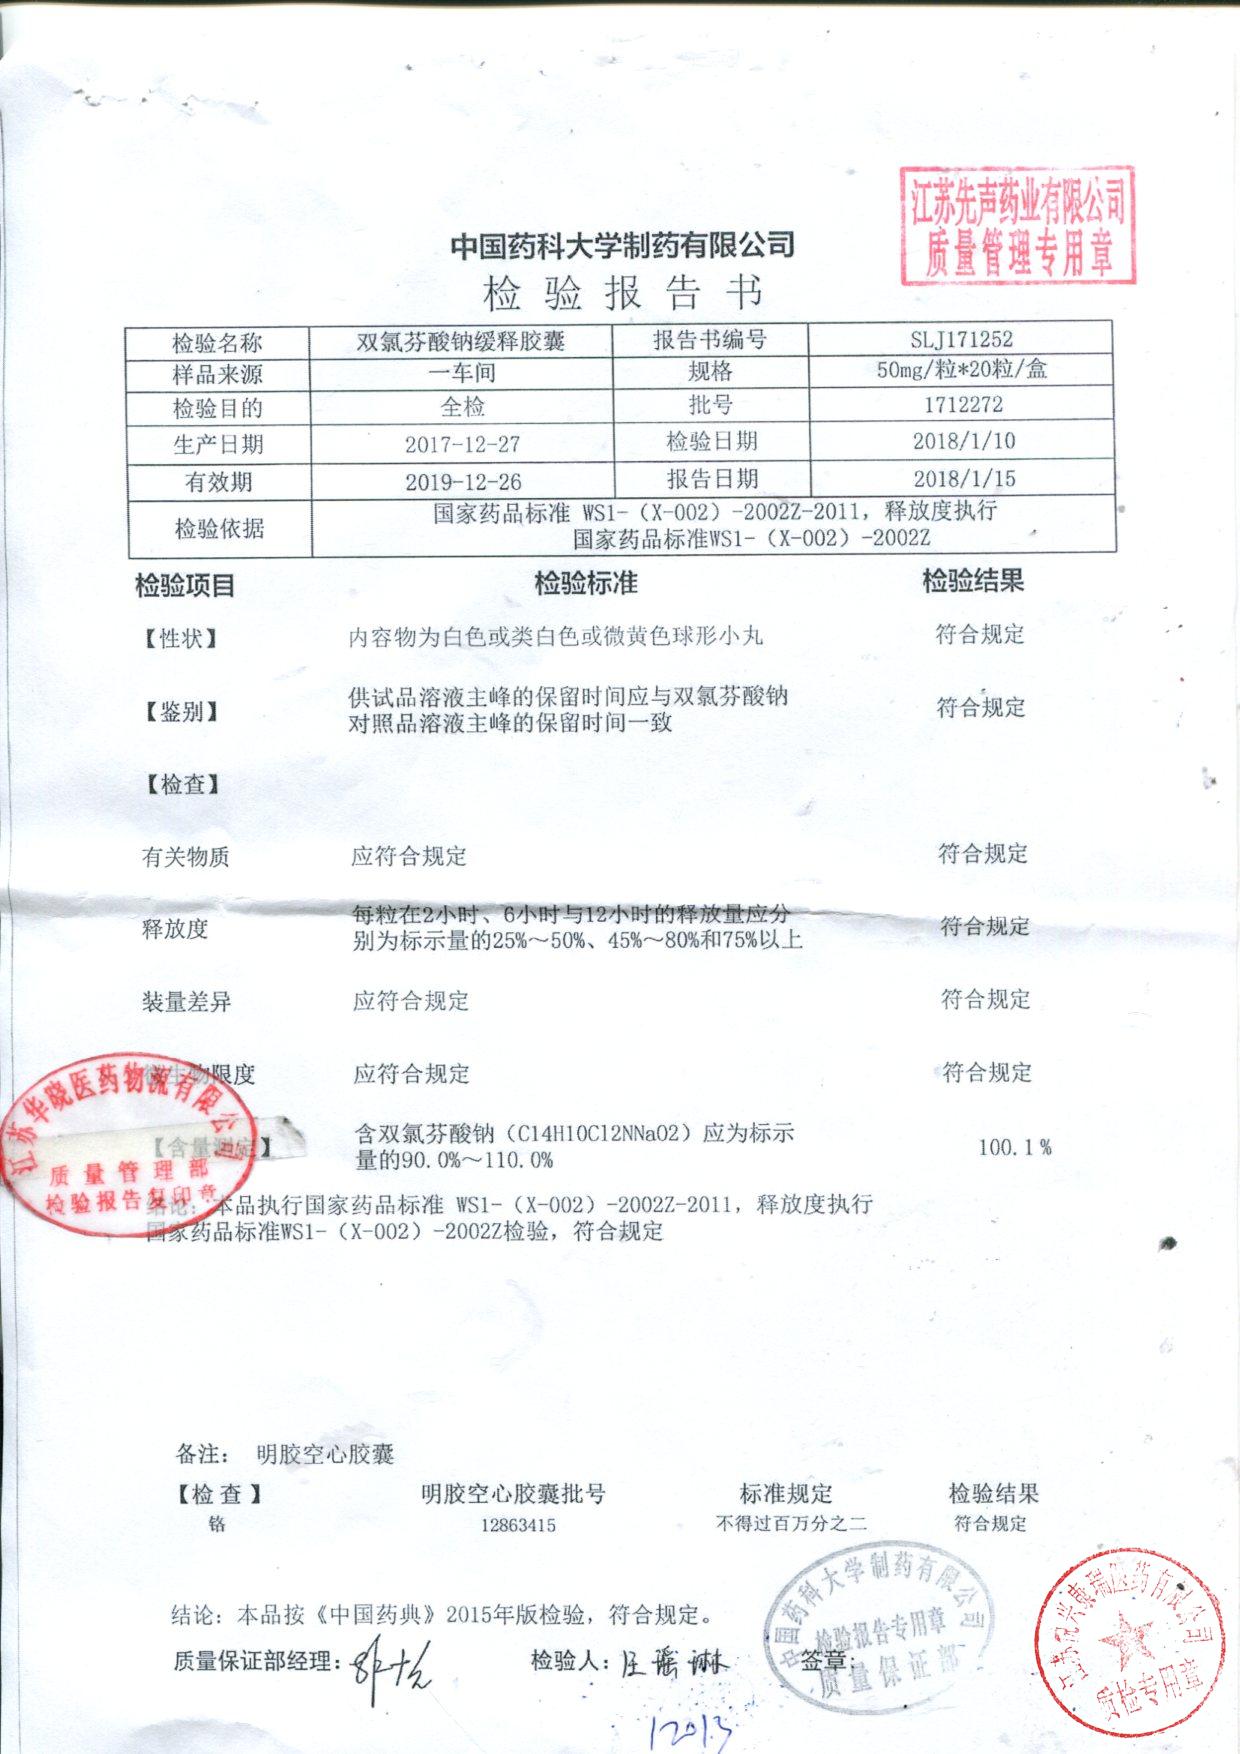 江苏先声药业有限公司
质量管理专用章
中国药科大学制药有限公司
检验报告书
检验名称 双氯芬酸钠缓释胶囊 报告书编号 SLJ171252
样品来源 一车间 规格 50mg/粒*20粒/盒
检验目的 全检 批号 1712272
生产日期 2017-12-27 检验日期 2018/1/10
有效期 2019-12-26 报告日期 2018/1/15
检验依据 国家药品标准 WS1-（X-002）-2002Z-2011，释放度执行
国家药品标准WS1-（X-002）-2002Z
检验项目 检验标准 检验结果
【性状】 内容物为白色或类白色或微黄色球形小丸 符合规定
【鉴别】 供试品溶液主峰的保留时间应与双氯芬酸钠 符合规定
对照品溶液主峰的保留时间一致
【检查】
有关物质 应符合规定 符合规定
释放度 每粒在2小时、6小时与12小时的释放量应分 符合规定
别为标示量的25%～50%、45%～80%和75%以上
装量差异 应符合规定 符合规定
微生物限度 应符合规定 符合规定
【含量测定】 含双氯芬酸钠（C14H10Cl2NNaO2）应为标示 100.1%
量的90.0%～110.0%
江苏华晓医药物流有限公司
质量管理部
检验报告复印章
结论：本品执行国家药品标准 WS1-（X-002）-2002Z-2011，释放度执行
国家药品标准WS1-（X-002）-2002Z检验，符合规定
备注： 明胶空心胶囊
【检 查】 明胶空心胶囊批号 标准规定 检验结果
铬 12863415 不得过百万分之二 符合规定
结论：本品按《中国药典》2015年版检验，符合规定。
质量保证部经理： 检验人： 签章：
中国药科大学制药有限公司
检验报告专用章
质量保证部
质检专用章